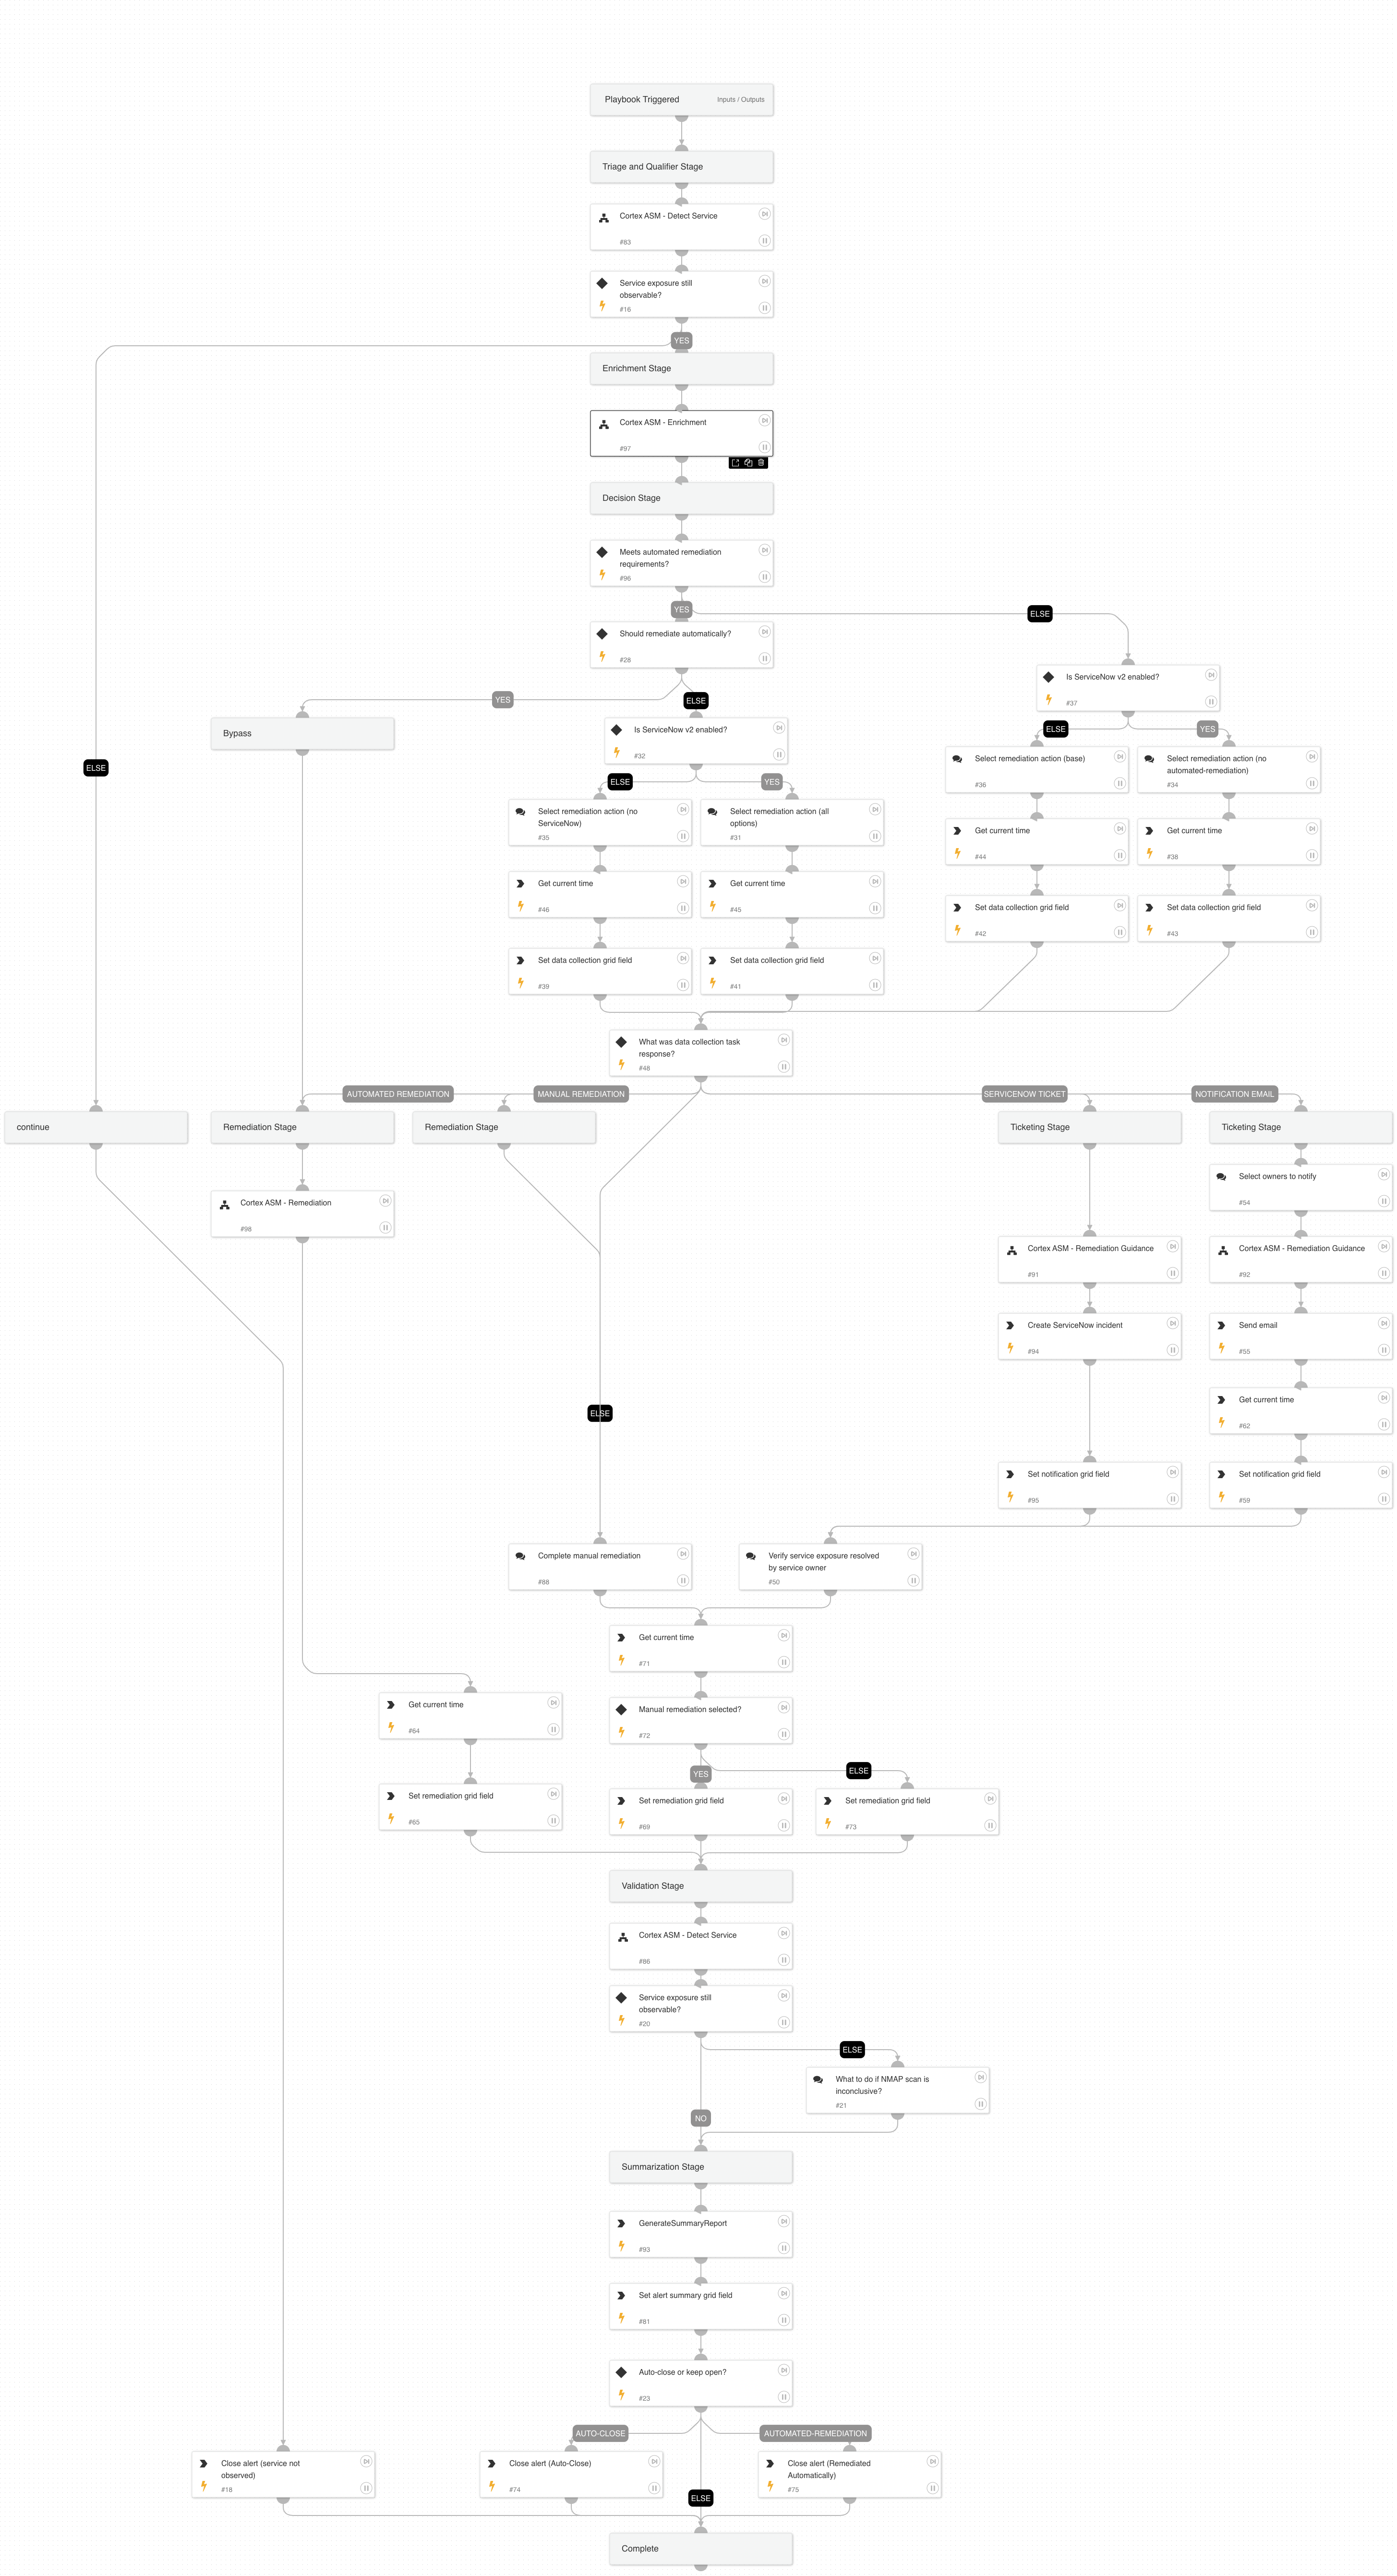 Playbook Triggered
Inputs / Outputs
Triage and Qualifier Stage
Cortex ASM - Detect Service
#83
Service exposure still
observable?
#16
YES
Enrichment Stage
Cortex ASM - Enrichment
#97
Decision Stage
Meets automated remediation
requirements?
#96
YES
ELSE
Should remediate automatically?
#28
Is ServiceNow v2 enabled?
#37
YES
ELSE
Bypass
Is ServiceNow v2 enabled?
#32
ELSE
YES
Select remediation action (base)
#36
Select remediation action (no
automated-remediation)
#34
ELSE
ELSE
YES
Select remediation action (no
ServiceNow)
#35
Select remediation action (all
options)
#31
Get current time
#44
Get current time
#38
Get current time
#46
Get current time
#45
Set data collection grid field
#42
Set data collection grid field
#43
Set data collection grid field
#39
Set data collection grid field
#41
What was data collection task
response?
#48
AUTOMATED REMEDIATION
MANUAL REMEDIATION
SERVICENOW TICKET
NOTIFICATION EMAIL
continue
Remediation Stage
Remediation Stage
Ticketing Stage
Ticketing Stage
Cortex ASM - Remediation
#98
Select owners to notify
#54
Cortex ASM - Remediation Guidance
#91
Cortex ASM - Remediation Guidance
#92
Create ServiceNow incident
#94
Send email
#55
ELSE
Get current time
#62
Set notification grid field
#95
Set notification grid field
#59
Complete manual remediation
#88
Verify service exposure resolved
by service owner
#50
Get current time
#71
Get current time
#64
Manual remediation selected?
#72
YES
ELSE
Set remediation grid field
#65
Set remediation grid field
#69
Set remediation grid field
#73
Validation Stage
Cortex ASM - Detect Service
#86
Service exposure still
observable?
#20
ELSE
What to do if NMAP scan is
inconclusive?
#21
NO
Summarization Stage
GenerateSummaryReport
#93
Set alert summary grid field
#81
Auto-close or keep open?
#23
AUTO-CLOSE
AUTOMATED-REMEDIATION
Close alert (service not
observed)
#18
Close alert (Auto-Close)
#74
Close alert (Remediated
Automatically)
#75
ELSE
Complete